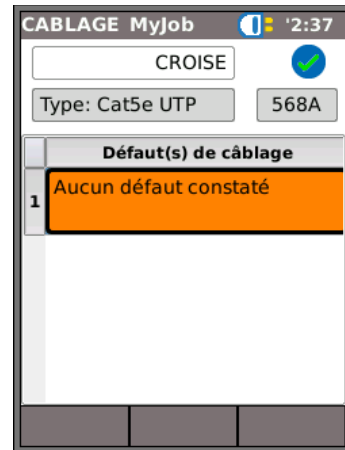 CABLAGE MyJob '2:37
CROISE
Type: Cat5e UTP 568A
Défaut(s) de câblage
1 Aucun défaut constaté